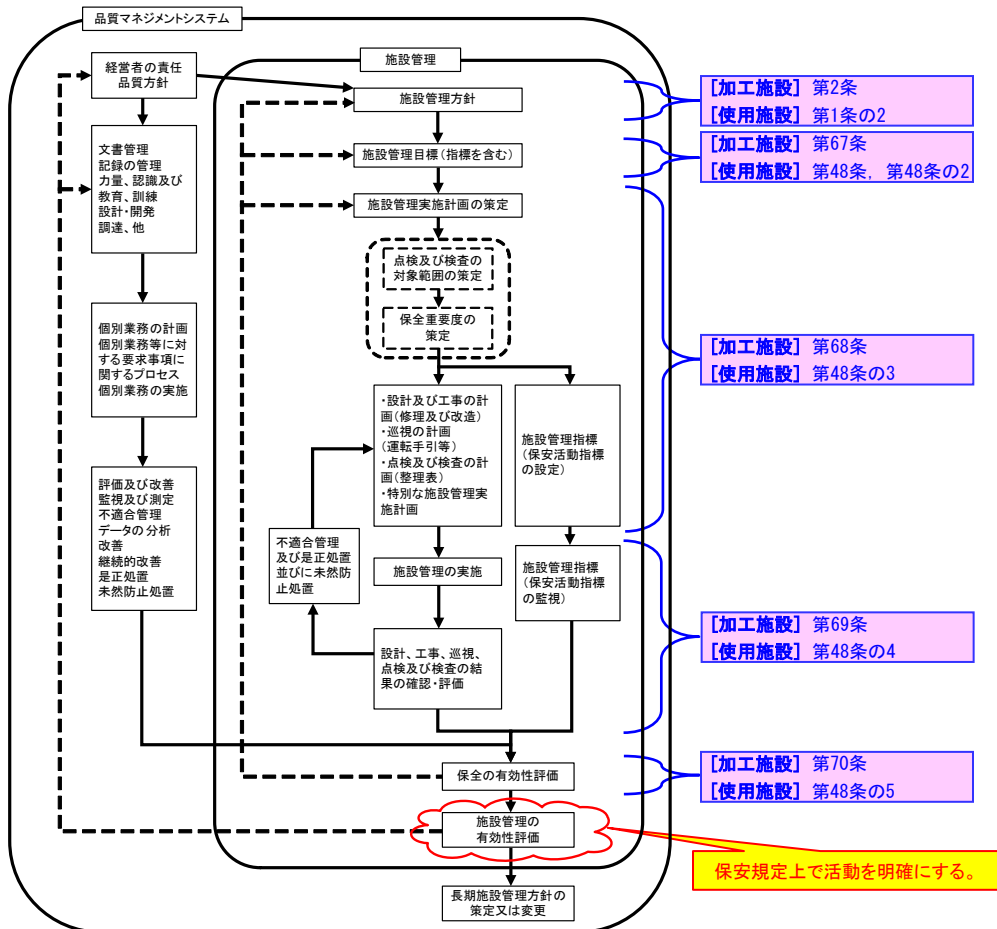 品質マネジメントシステム
経営者の責任
品質方針
文書管理
記録の管理
力量、認識及び
教育、訓練
設計・開発
調達、他
個別業務の計画
個別業務等に対
する要求事項に
関するプロセス
個別業務の実施
評価及び改善
監視及び測定
不適合管理
データの分析
改善
継続的改善
是正処置
未然防止処置
施設管理
施設管理方針
施設管理目標(指標を含む)
施設管理実施計画の策定
点検及び検査の
対象範囲の策定
保全重要度の
策定
・設計及び工事の計
画(修理及び改造)
・巡視の計画
(運転手引等)
・点検及び検査の計
画(整理表)
・特別な施設管理実
施計画
施設管理指標
(保安活動指標
の設定)
不適合管理
及び是正処置
並びに未然防
止処置
施設管理の実施
施設管理指標
(保安活動指標
の監視)
設計、工事、巡視、
点検及び検査の結
果の確認・評価
保全の有効性評価
施設管理の
有効性評価
長期施設管理方針の
策定又は変更
[加工施設] 第2条
[使用施設] 第1条の2
[加工施設] 第67条
[使用施設] 第48条, 第48条の2
[加工施設] 第68条
[使用施設] 第48条の3
[加工施設] 第69条
[使用施設] 第48条の4
[加工施設] 第70条
[使用施設] 第48条の5
保安規定上で活動を明確にする。